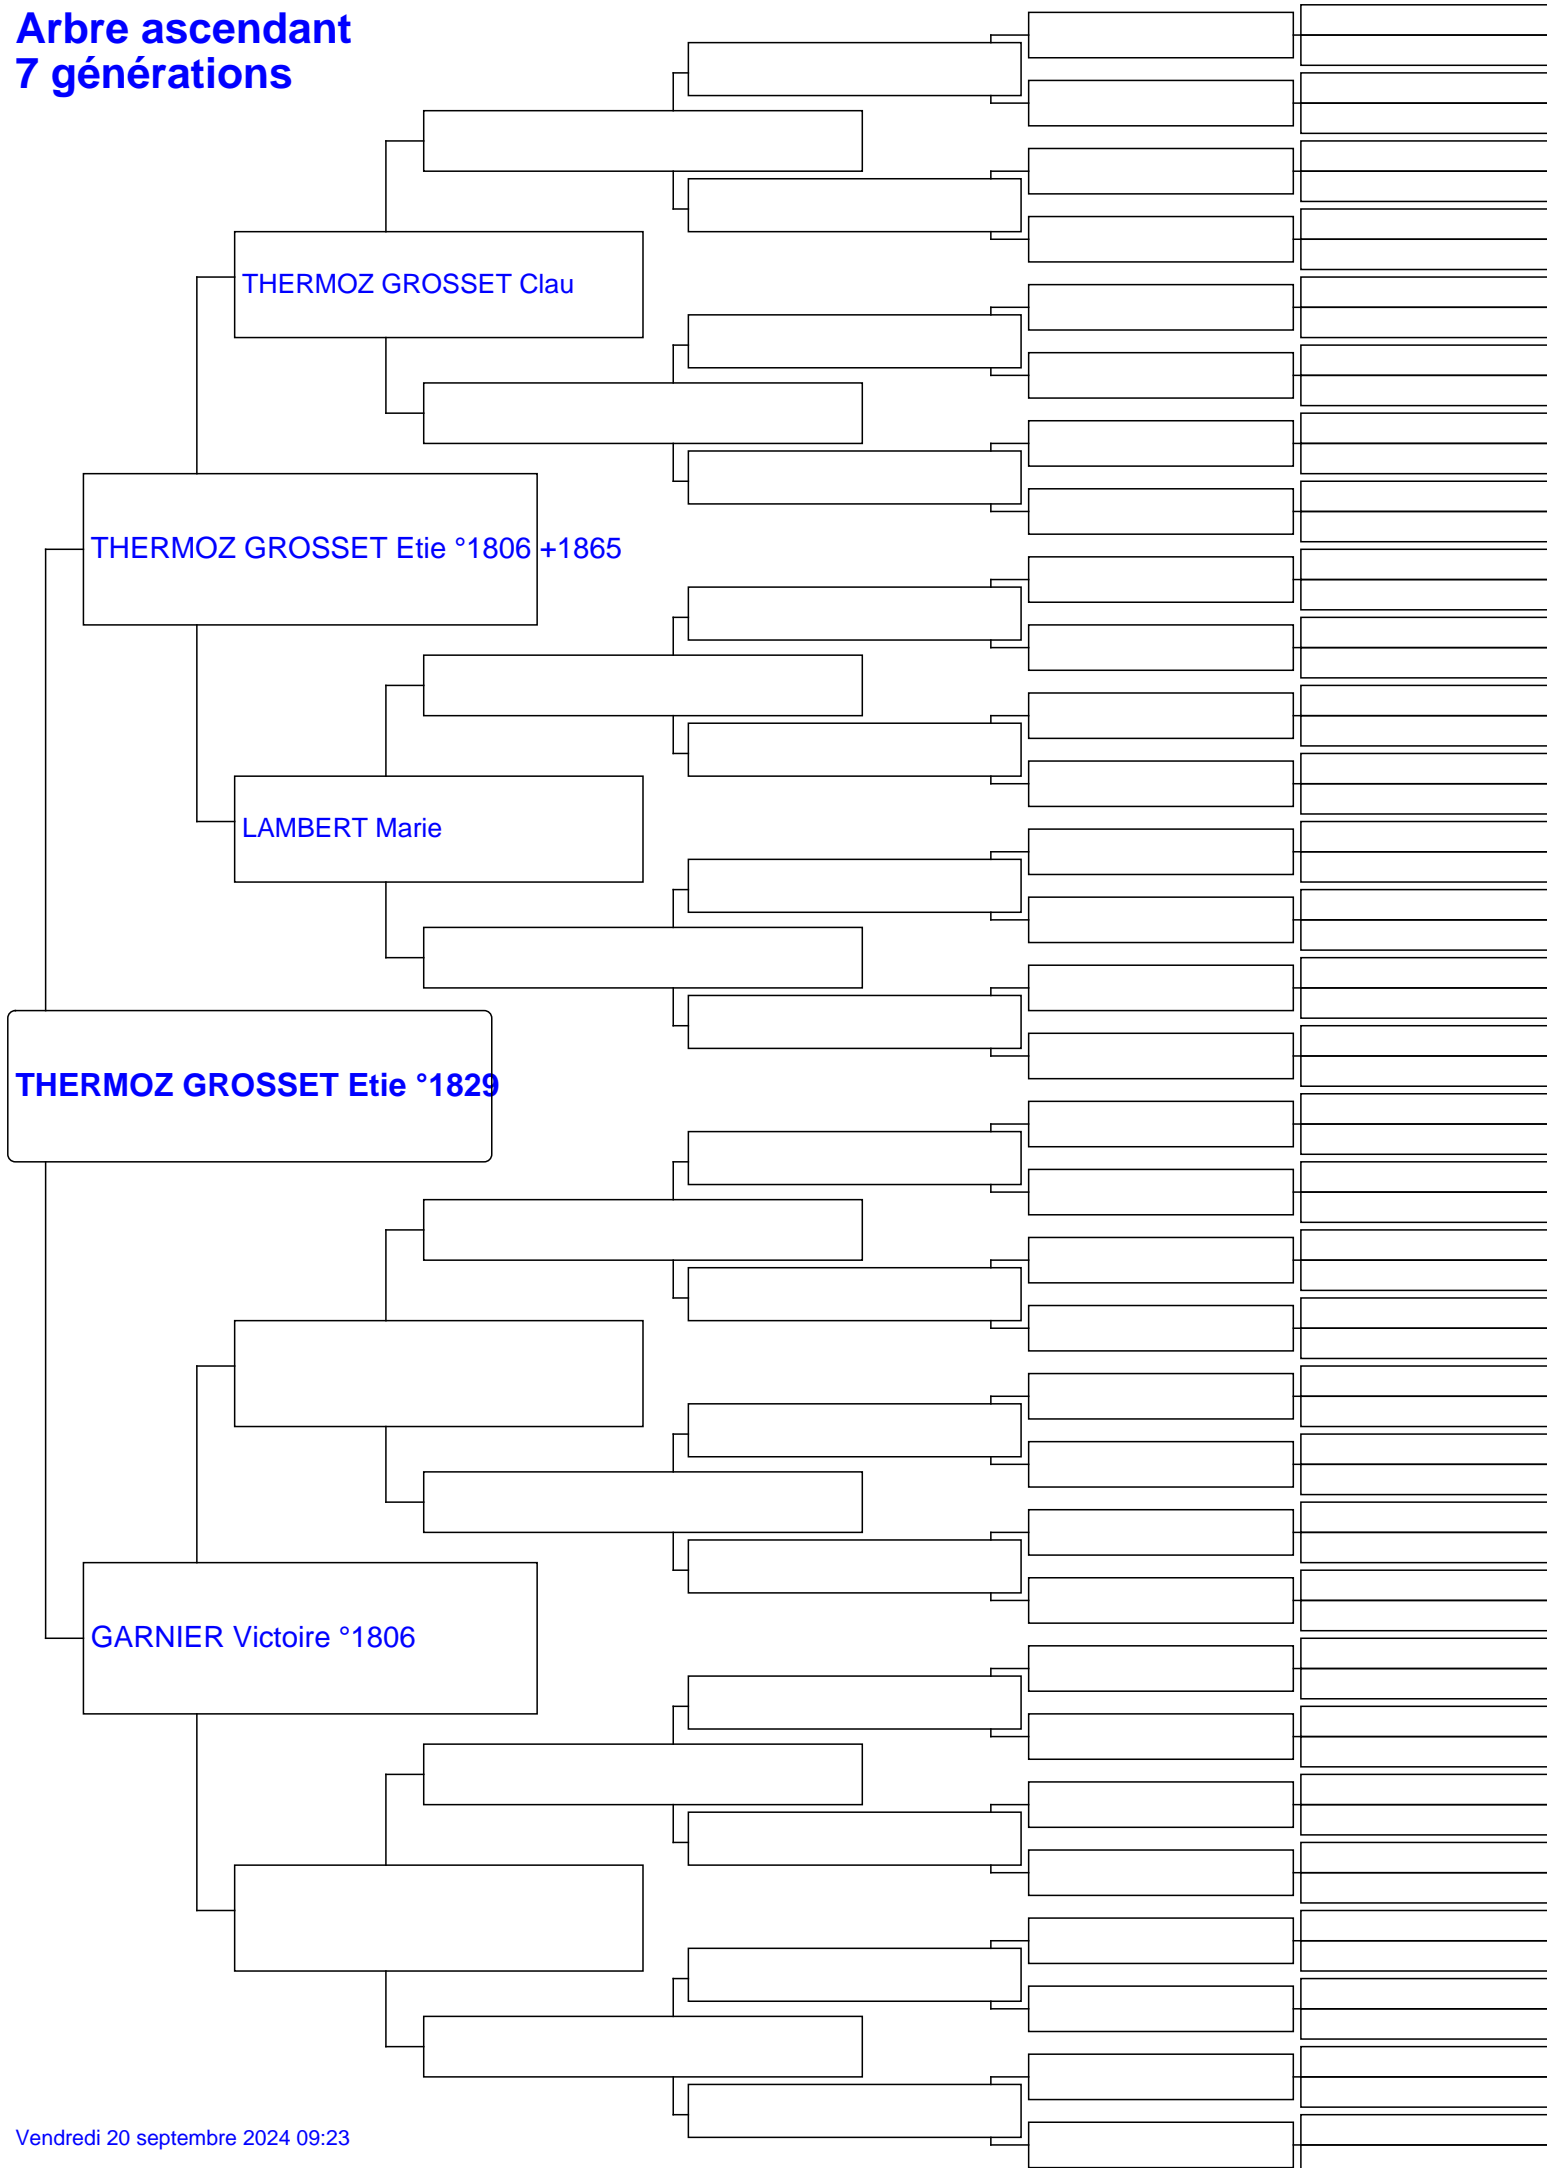 Arbre ascendant
7 générations
THERMOZ GROSSET Clau
THERMOZ GROSSET Etie °1806 +1865
LAMBERT Marie
THERMOZ GROSSET Etie °1829
GARNIER Victoire °1806
Vendredi 20 septembre 2024 09:23